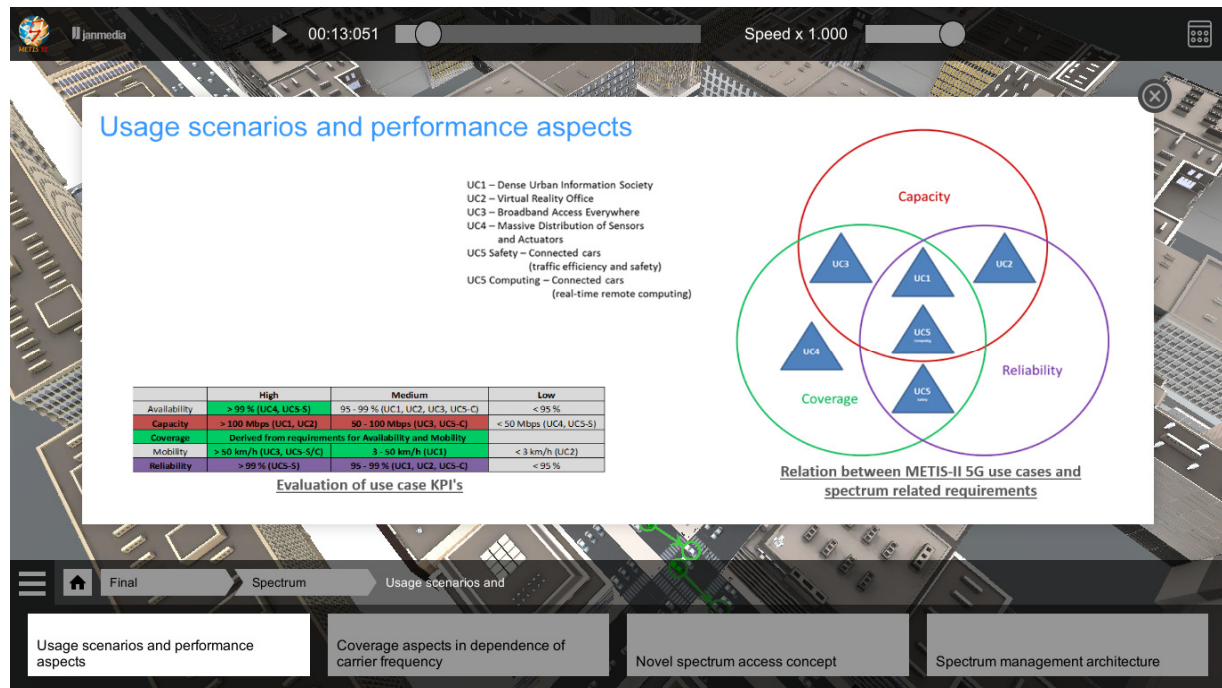 METIS II
janmedia
00:13:051
Speed x 1.000
Usage scenarios and performance aspects
UC1 – Dense Urban Information Society
UC2 – Virtual Reality Office
UC3 – Broadband Access Everywhere
UC4 – Massive Distribution of Sensors
and Actuators
UC5 Safety – Connected cars
(traffic efficiency and safety)
UC5 Computing – Connected cars
(real-time remote computing)
High Medium Low
Availability > 99 % (UC4, UC5-S) 95 - 99 % (UC1, UC2, UC3, UC5-C) < 95 %
Capacity > 100 Mbps (UC1, UC2) 50 - 100 Mbps (UC3, UC5-C) < 50 Mbps (UC4, UC5-S)
Coverage Derived from requirements for Availability and Mobility
Mobility > 50 km/h (UC3, UC5-S/C) 3 - 50 km/h (UC1) < 3 km/h (UC2)
Reliability > 99 % (UC5-S) 95 - 99 % (UC1, UC2, UC5-C) < 95 %
Evaluation of use case KPI's
Capacity
UC3
UC1
UC2
UC5
Computing
UC4
UC5
Safety
Coverage
Reliability
Relation between METIS-II 5G use cases and
spectrum related requirements
Final
Spectrum
Usage scenarios and
Usage scenarios and performance
aspects
Coverage aspects in dependence of
carrier frequency
Novel spectrum access concept
Spectrum management architecture